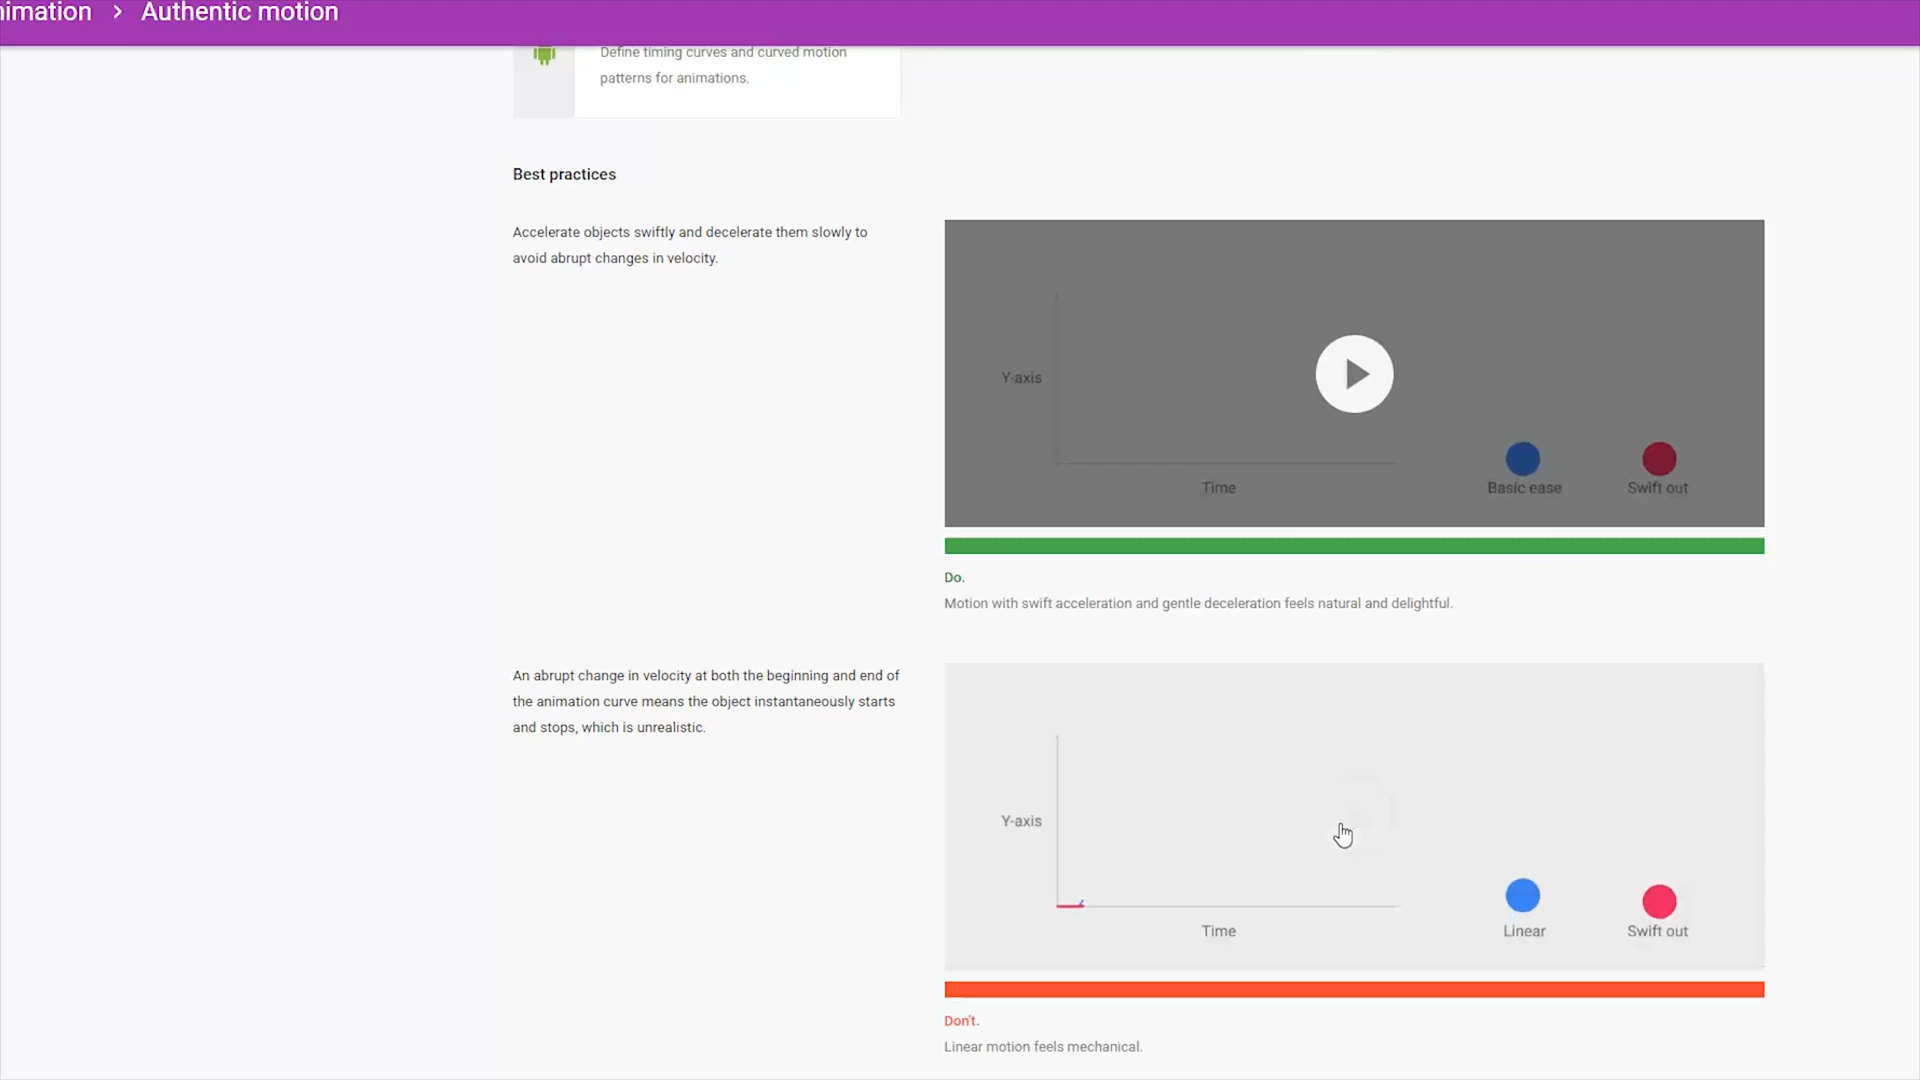 nimation > Authentic motion
Define timing curves and curved motion
patterns for animations.
Best practices
Accelerate objects swiftly and decelerate them slowly to
avoid abrupt changes in velocity.
Y-axis
Time
Basic ease
Swift out
Do.
Motion with swift acceleration and gentle deceleration feels natural and delightful.
An abrupt change in velocity at both the beginning and end of
the animation curve means the object instantaneously starts
and stops, which is unrealistic.
Y-axis
Time
Linear
Swift out
Don't.
Linear motion feels mechanical.